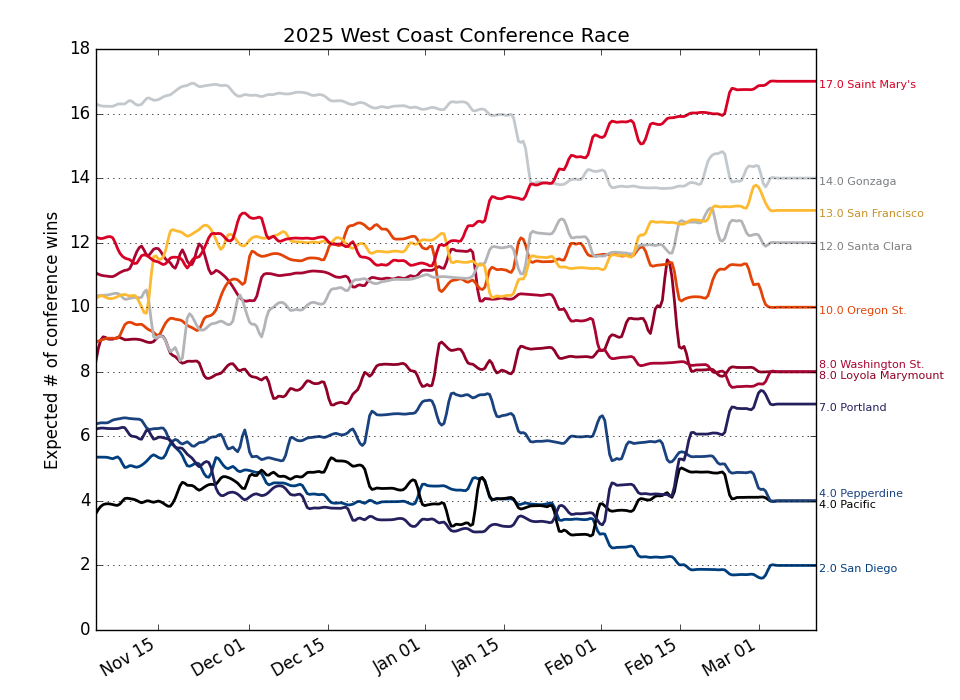 2025 West Coast Conference Race
Expected # of conference wins
18
16
14
12
10
8
6
4
2
0
Nov 15
Dec 01
Dec 15
Jan 01
Jan 15
Feb 01
Feb 15
Mar 01
17.0 Saint Mary's
14.0 Gonzaga
13.0 San Francisco
12.0 Santa Clara
10.0 Oregon St.
8.0 Washington St.
8.0 Loyola Marymount
7.0 Portland
4.0 Pepperdine
4.0 Pacific
2.0 San Diego